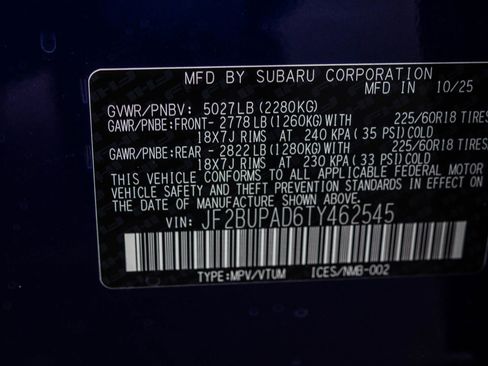 MFD BY SUBARU CORPORATION
MFD IN 10/25
GVWR/PNBV: 5027LB(2280KG)
GAWR/PNBE:FRONT- 2778 LB(1260KG)WITH 225/60R18 TIRES
18X7J RIMS AT 240 KPA(35 PSI)COLD
GAWR/PNBE:REAR - 2822 LB(1280KG)WITH 225/60R18 TIRES
18X7J RIMS AT 230 KPA(33 PSI)COLD
THIS VEHICLE CONFORMS TO ALL APPLICABLE FEDERAL MOTOR
VEHICLE SAFETY AND THEFT PREVENTION STANDARDS IN EFFECT
ON THE DATE OF MANUFACTURE SHOWN ABOVE.
VIN: JF2BUPAD6TY462545
TYPE:MPV/VTUM ICES/NMB-002